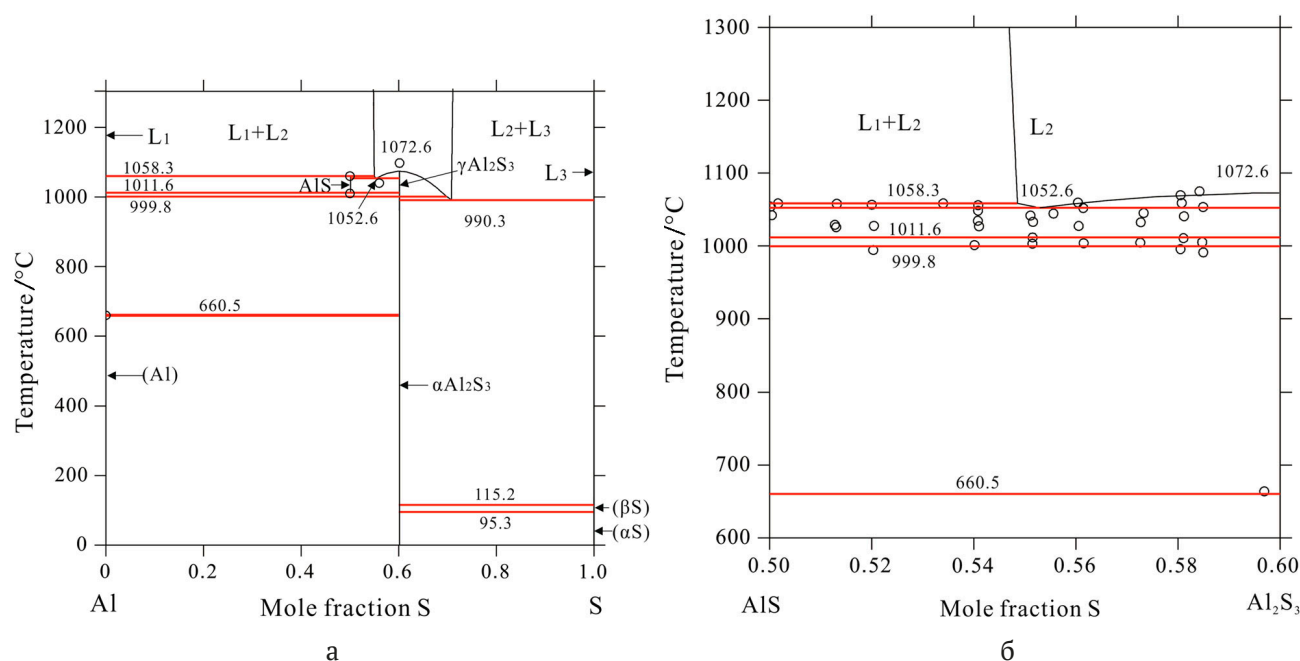 1200
1000
800
600
400
200
0
Temperature/°C
L1
L1+L2
L2+L3
L3
1072.6
1058.3
1011.6
999.8
AlS
γAl2S3
1052.6
990.3
660.5
(Al)
αAl2S3
115.2
95.3
(βS)
(αS)
0 0.2 0.4 0.6 0.8 1.0
Al Mole fraction S S
а
1300
1200
1100
1000
900
800
700
600
Temperature/°C
L1+L2
L2
1072.6
1058.3
1052.6
1011.6
999.8
660.5
0.50 0.52 0.54 0.56 0.58 0.60
AlS Mole fraction S Al₂S₃
б